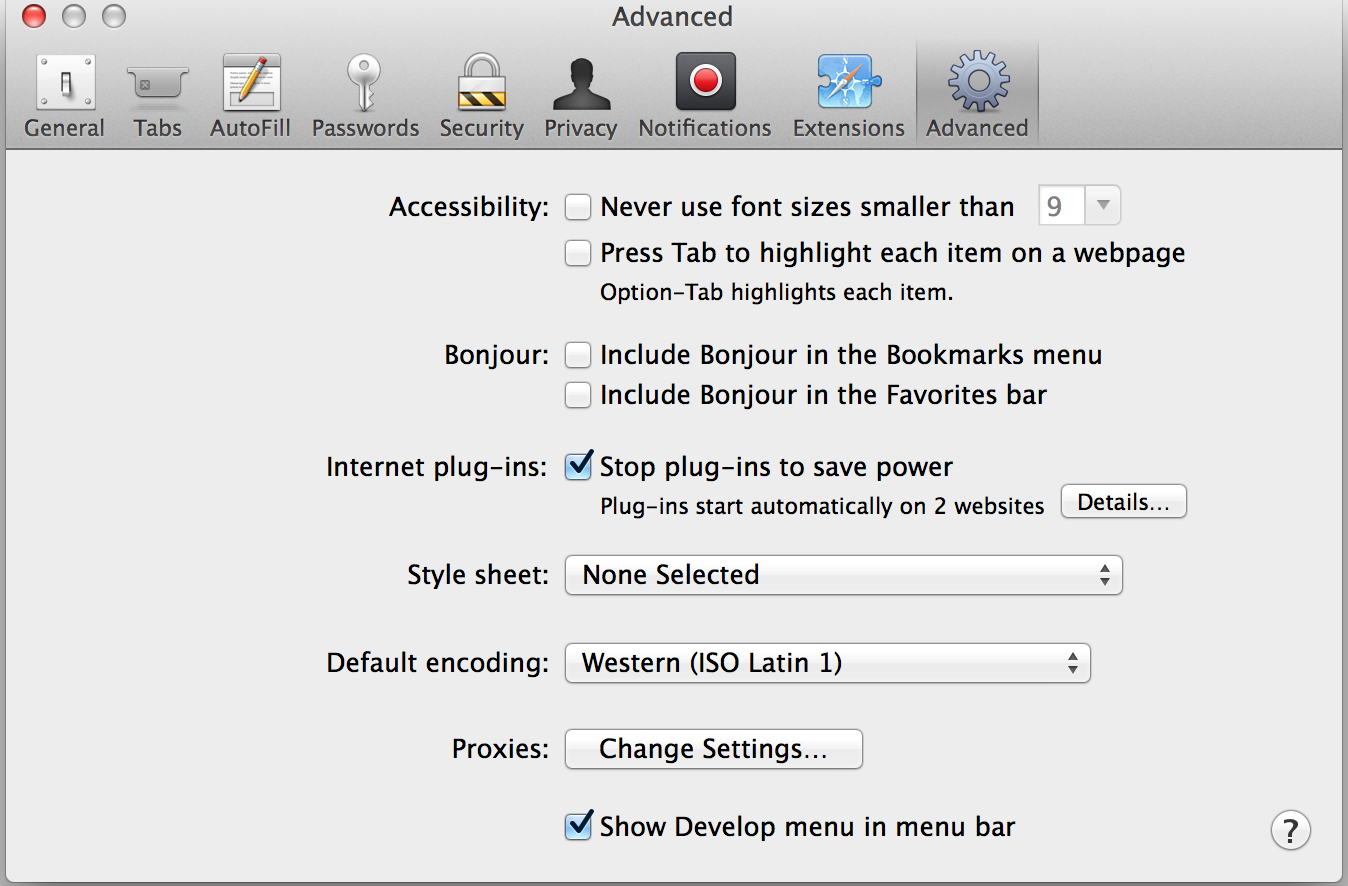 Advanced
General Tabs AutoFill Passwords Security Privacy Notifications Extensions Advanced
Accessibility: Never use font sizes smaller than 9
Press Tab to highlight each item on a webpage
Option-Tab highlights each item.
Bonjour: Include Bonjour in the Bookmarks menu
Include Bonjour in the Favorites bar
Internet plug-ins: Stop plug-ins to save power
Plug-ins start automatically on 2 websites Details...
Style sheet: None Selected
Default encoding: Western (ISO Latin 1)
Proxies: Change Settings...
Show Develop menu in menu bar
?